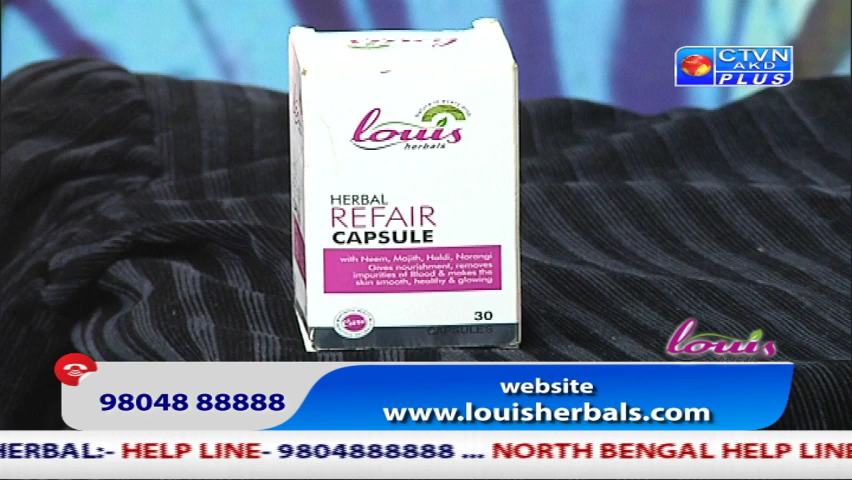 CTVN
AKD
PLUS
louis
herbals
HERBAL
REFAIR
CAPSULE
with Neem, Majith, Haldi, Narangi
Gives nourishment, removes
impurities of Blood & makes the
skin smooth, healthy & glowing
30
CAPSULES
louis
98048 88888
website
www.louisherbals.com
HERBAL:- HELP LINE- 9804888888 ... NORTH BENGAL HELP LINE